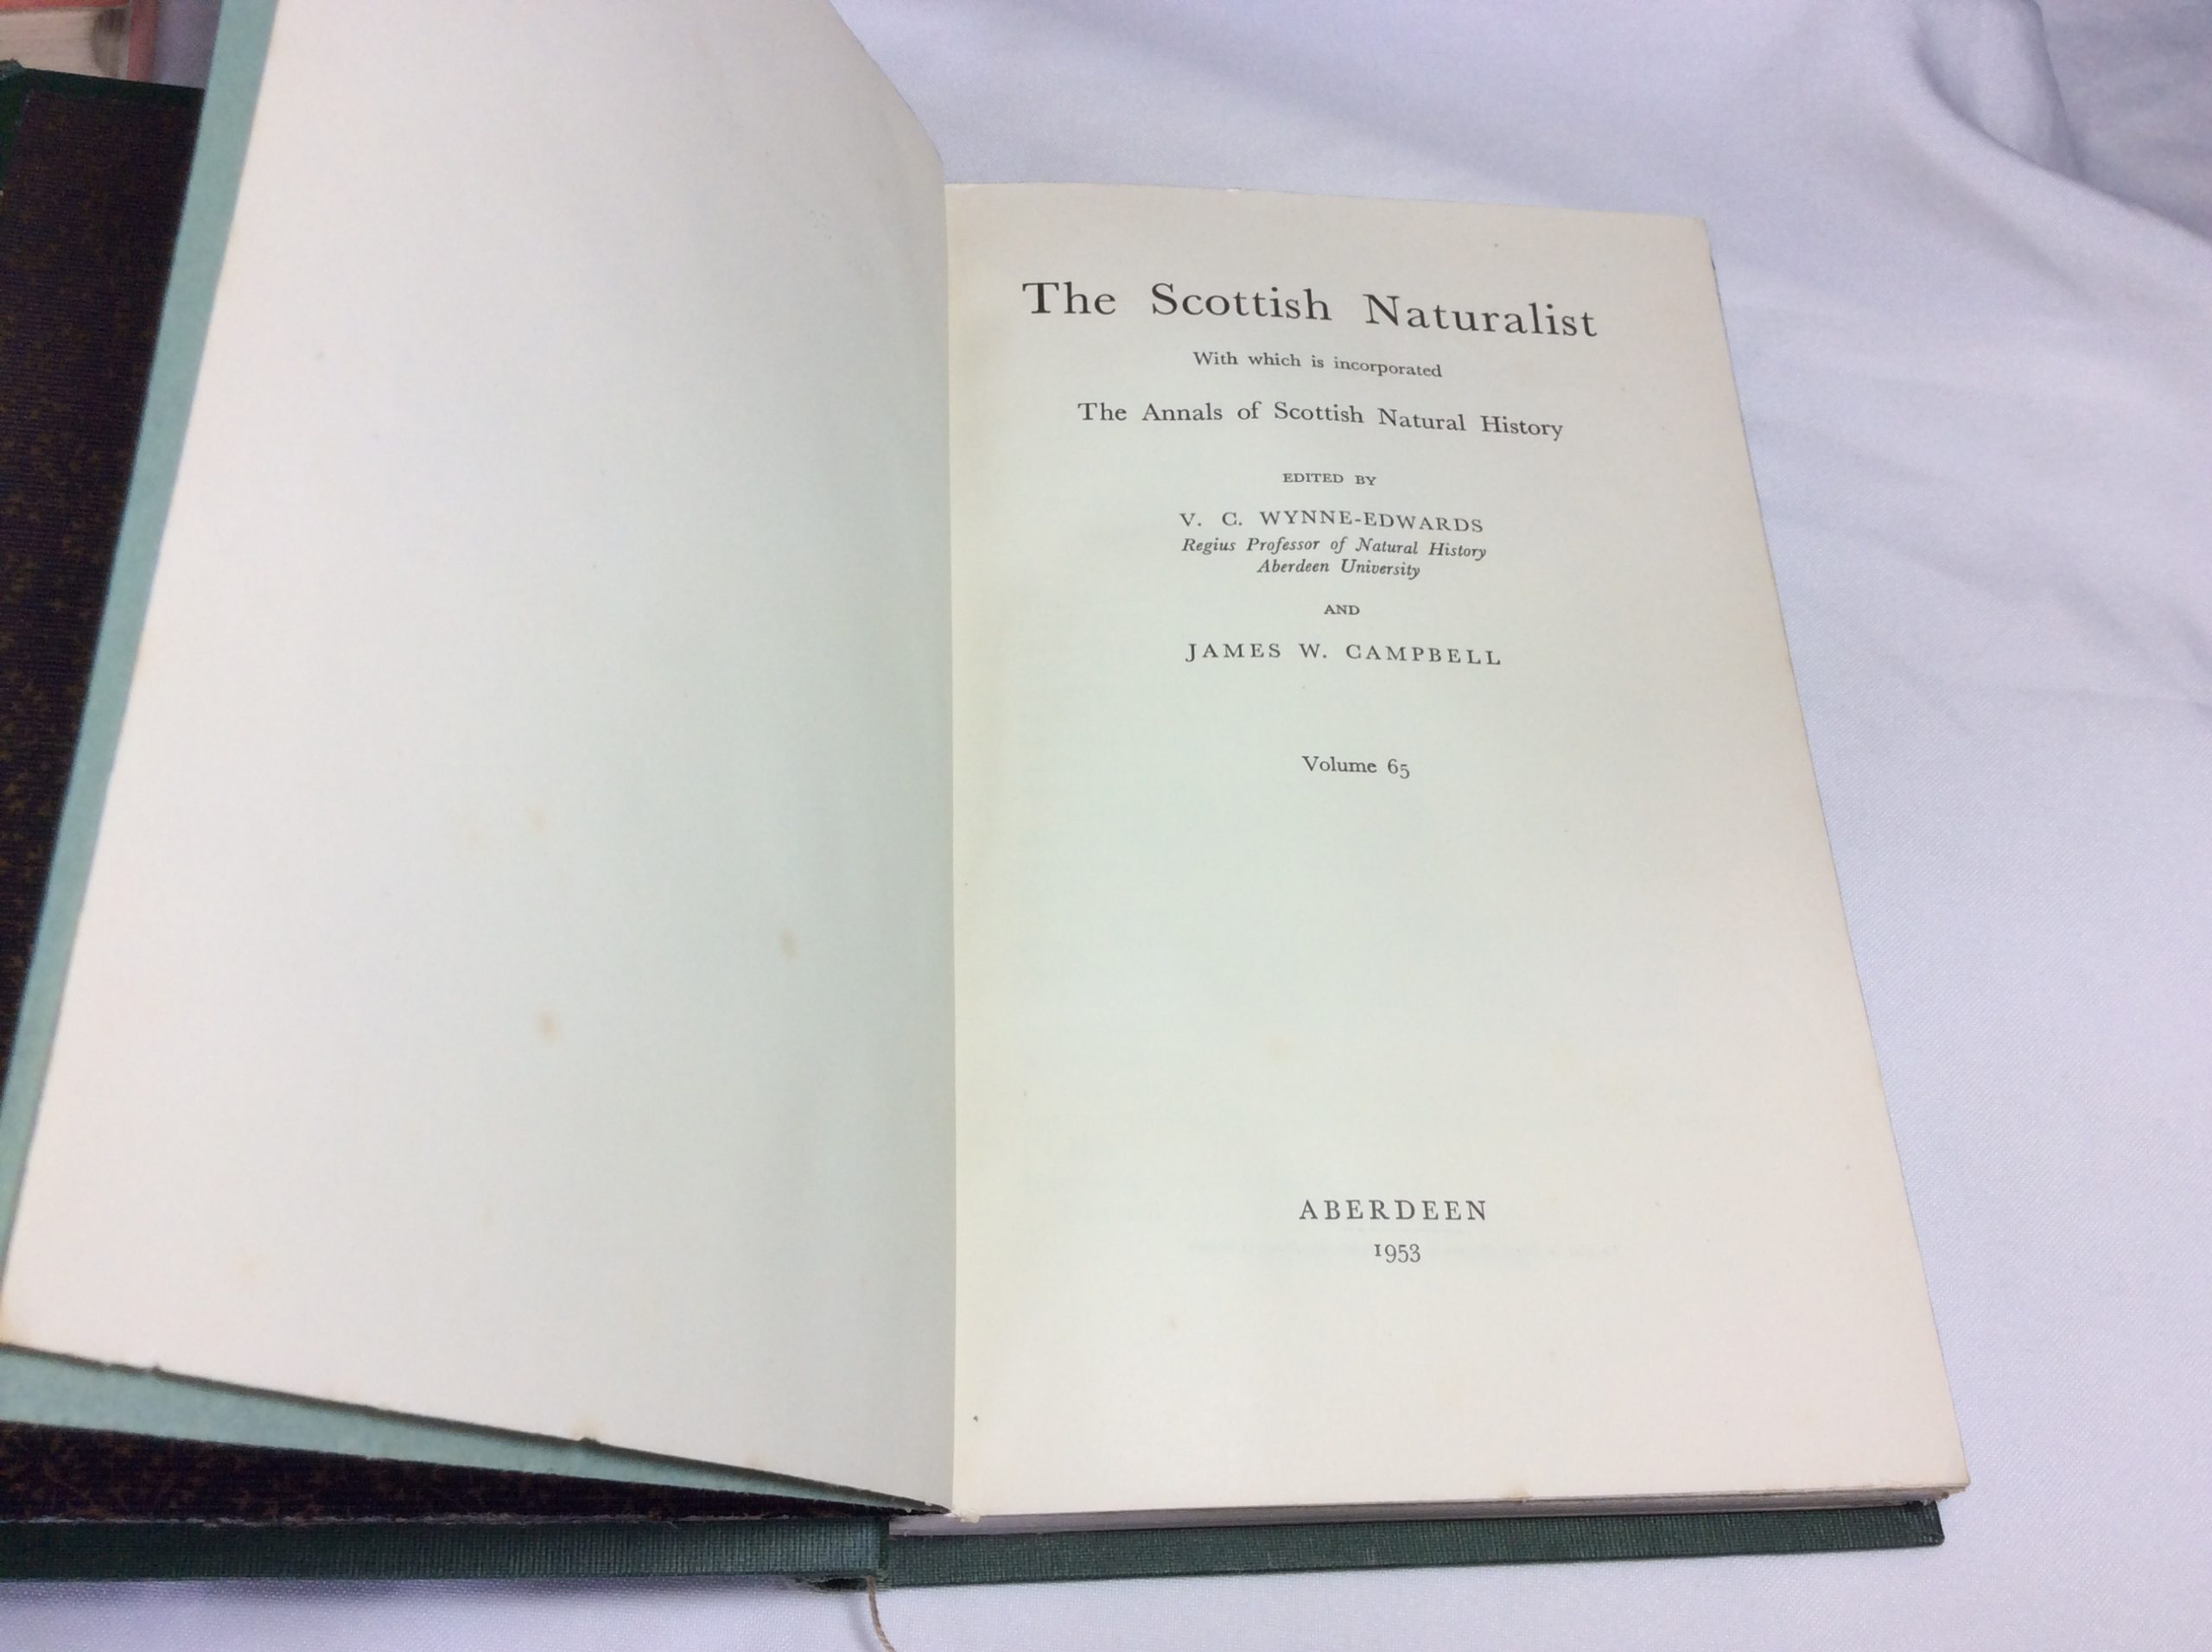 The Scottish Naturalist
With which is incorporated
The Annals of Scottish Natural History
EDITED BY
V. C. WYNNE-EDWARDS
Regius Professor of Natural History
Aberdeen University
AND
JAMES W. CAMPBELL
Volume 65
ABERDEEN
1953